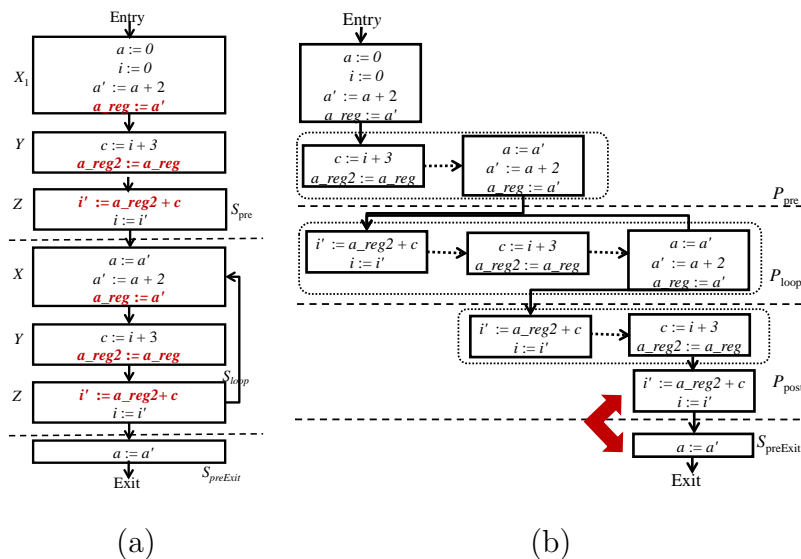 Entry
X1
a := 0
i := 0
a' := a + 2
a_reg := a'
Y
c := i + 3
a_reg2 := a_reg
Z
i' := a_reg2 + c
i := i'
Spre
X
a := a'
a' := a + 2
a_reg := a'
Y
c := i + 3
a_reg2 := a_reg
Sloop
Z
i' := a_reg2+ c
i := i'
a := a'
SpreExit
Exit
(a)
Entry
a := 0
i := 0
a' := a + 2
a_reg := a'
c := i + 3
a_reg2 := a_reg
a := a'
a' := a + 2
a_reg := a'
Ppre
i' := a_reg2 + c
i := i'
c := i + 3
a_reg2 := a_reg
a := a'
a' := a + 2
a_reg := a'
Ploop
i' := a_reg2 + c
i := i'
c := i + 3
a_reg2 := a_reg
i' := a_reg2 + c
i := i'
Ppost
a := a'
SpreExit
Exit
(b)